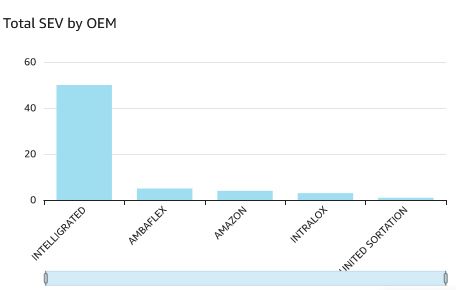 Total SEV by OEM
60
40
20
0
INTELLIGRATED
AMBAFLEX
AMAZON
INTRALOX
UNITED SORTATION